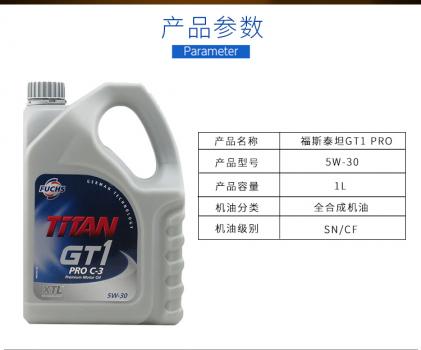 产品参数
Parameter
FUCHS
GERMAN TECHNOLOGY
TITAN
GT1
PRO C-3
Premium Motor Oil
XTL
5W-30
产品名称 福斯泰坦GT1 PRO
产品型号 5W-30
产品容量 1L
机油分类 全合成机油
机油级别 SN/CF